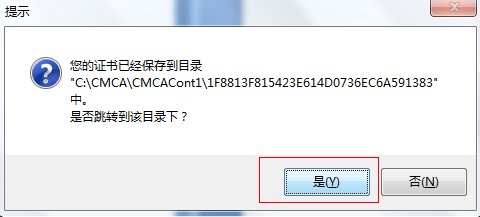 提示
您的证书已经保存到目录
"C:\CMCA\CMCACont1\1F8813F815423E614D0736EC6A591383"
中。
是否跳转到该目录下？
是(Y)
否(N)